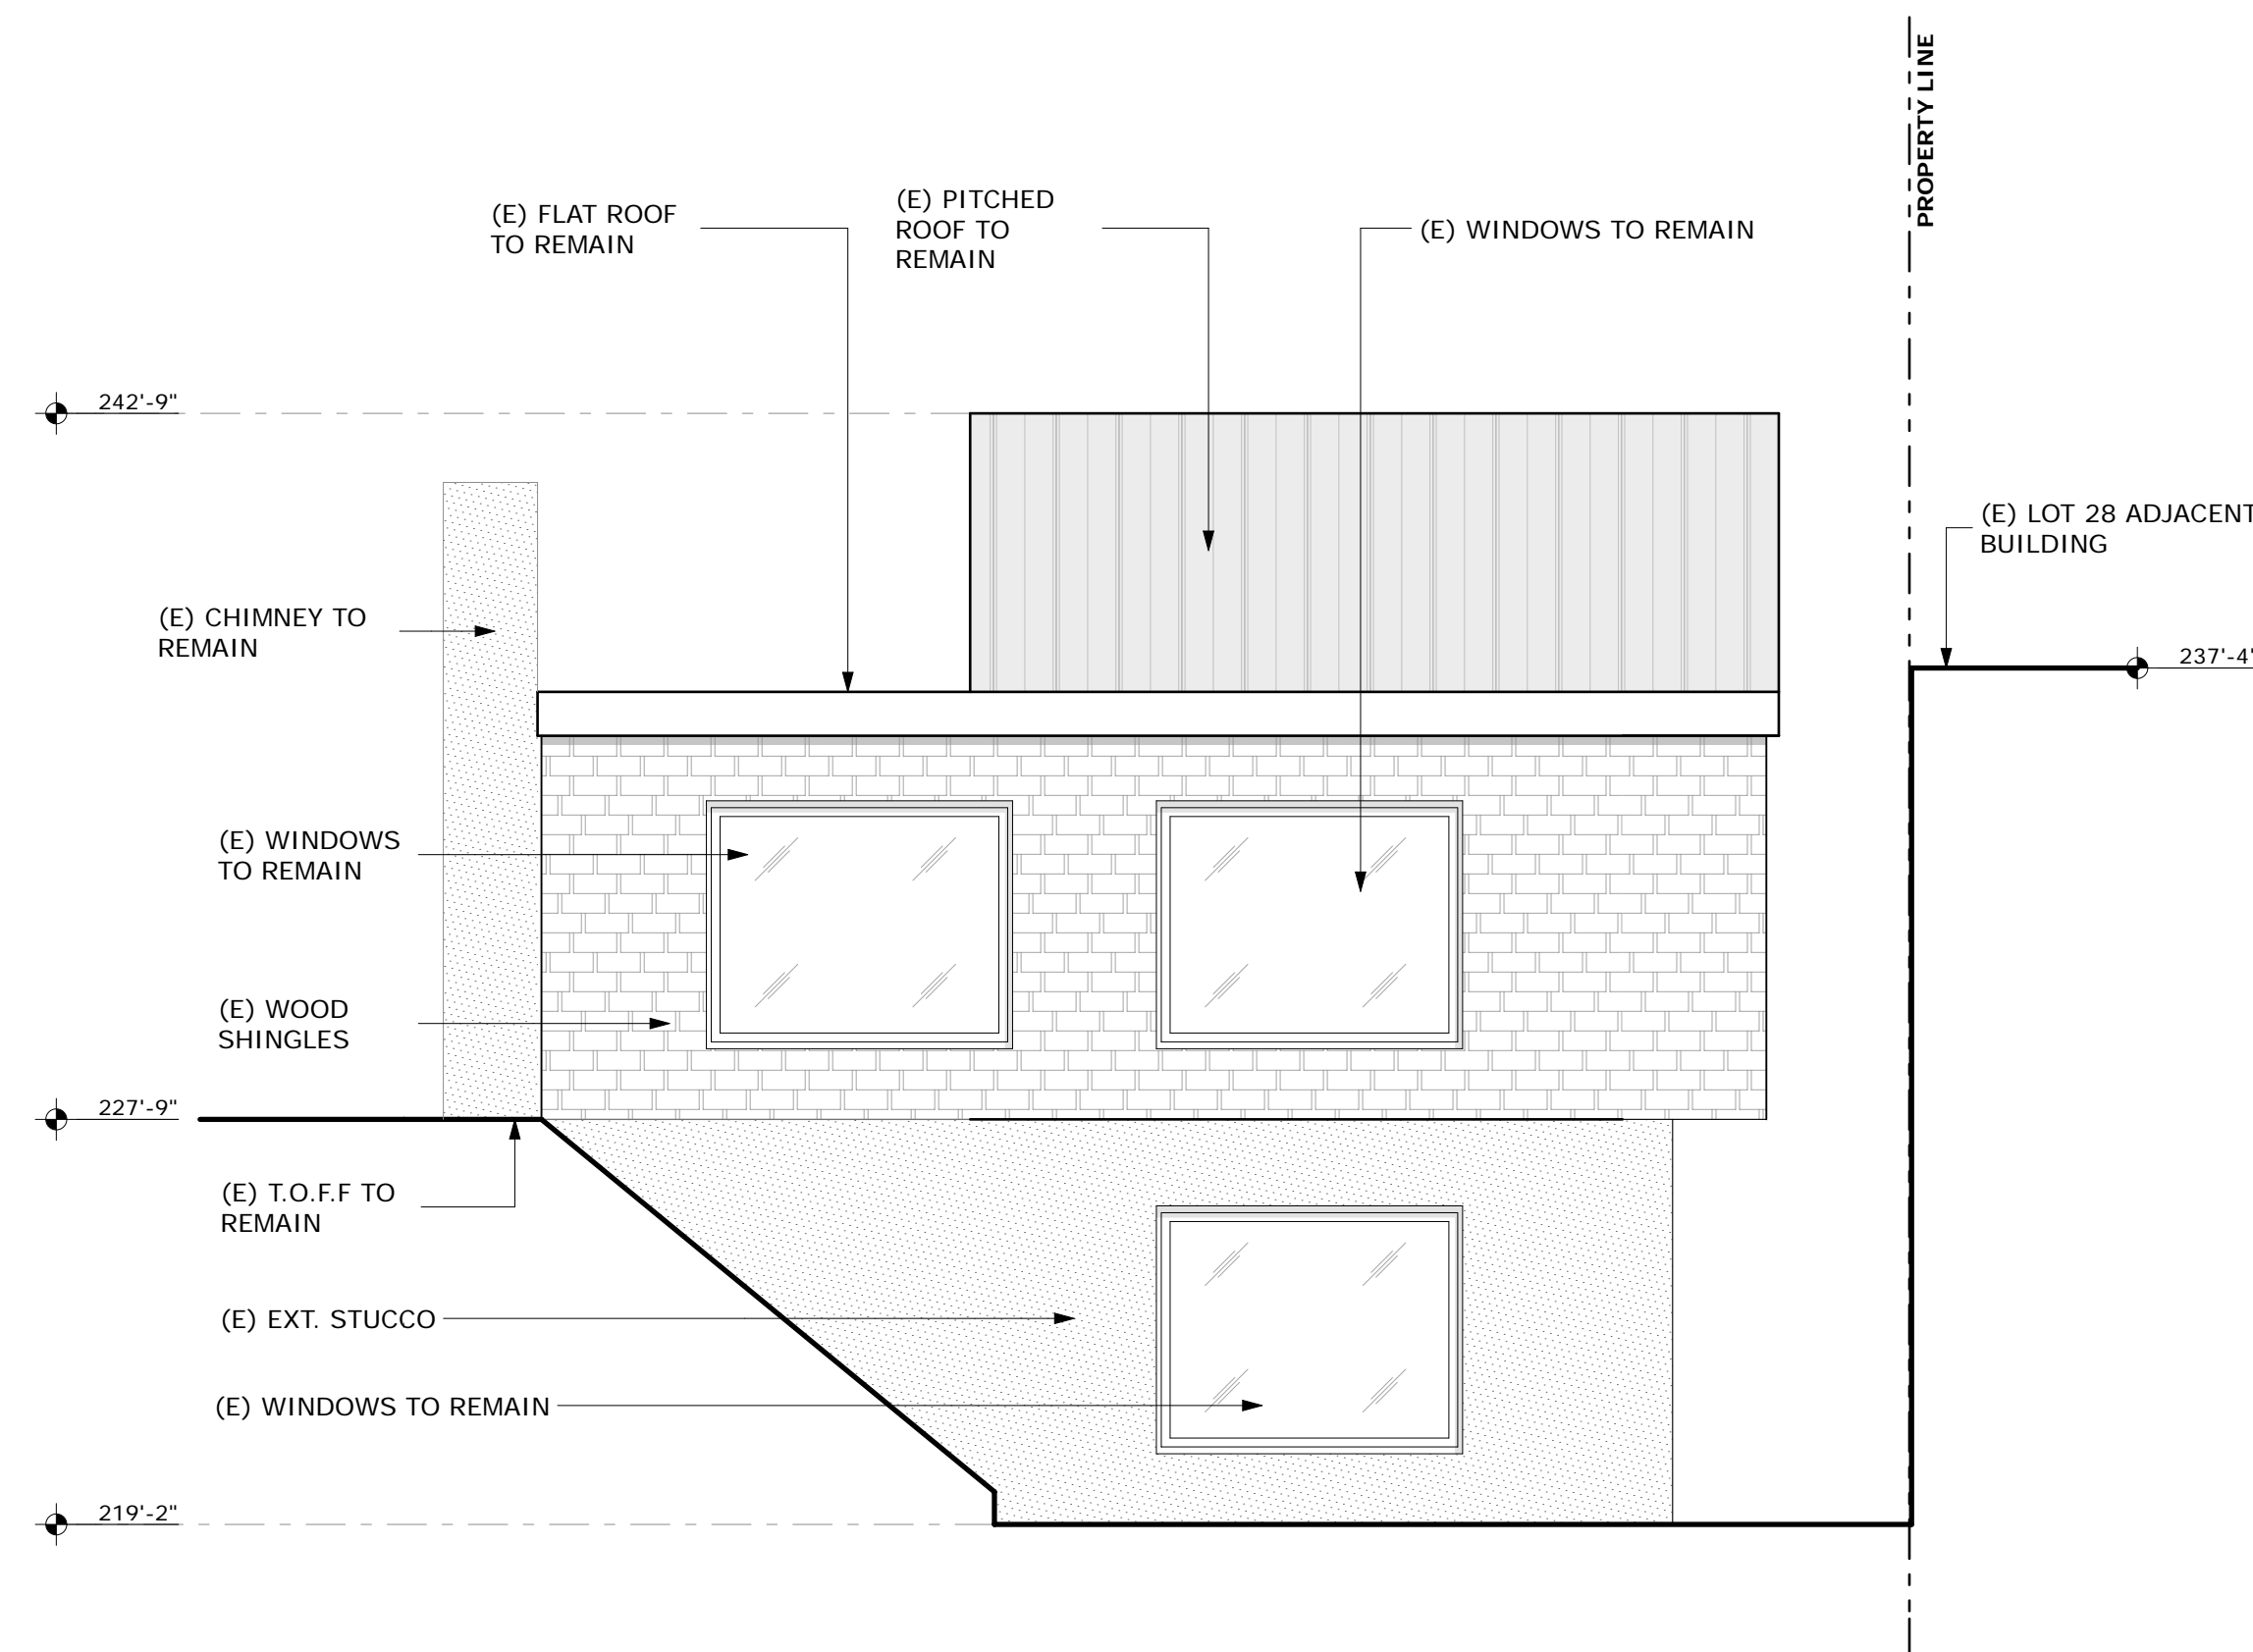 PROPERTY LINE
(E) FLAT ROOF
TO REMAIN
(E) PITCHED
ROOF TO
REMAIN
(E) WINDOWS TO REMAIN
242'-9"
(E) LOT 28 ADJACENT
BUILDING
237'-4"
(E) CHIMNEY TO
REMAIN
(E) WINDOWS
TO REMAIN
(E) WOOD
SHINGLES
227'-9"
(E) T.O.F.F TO
REMAIN
(E) EXT. STUCCO
(E) WINDOWS TO REMAIN
219'-2"